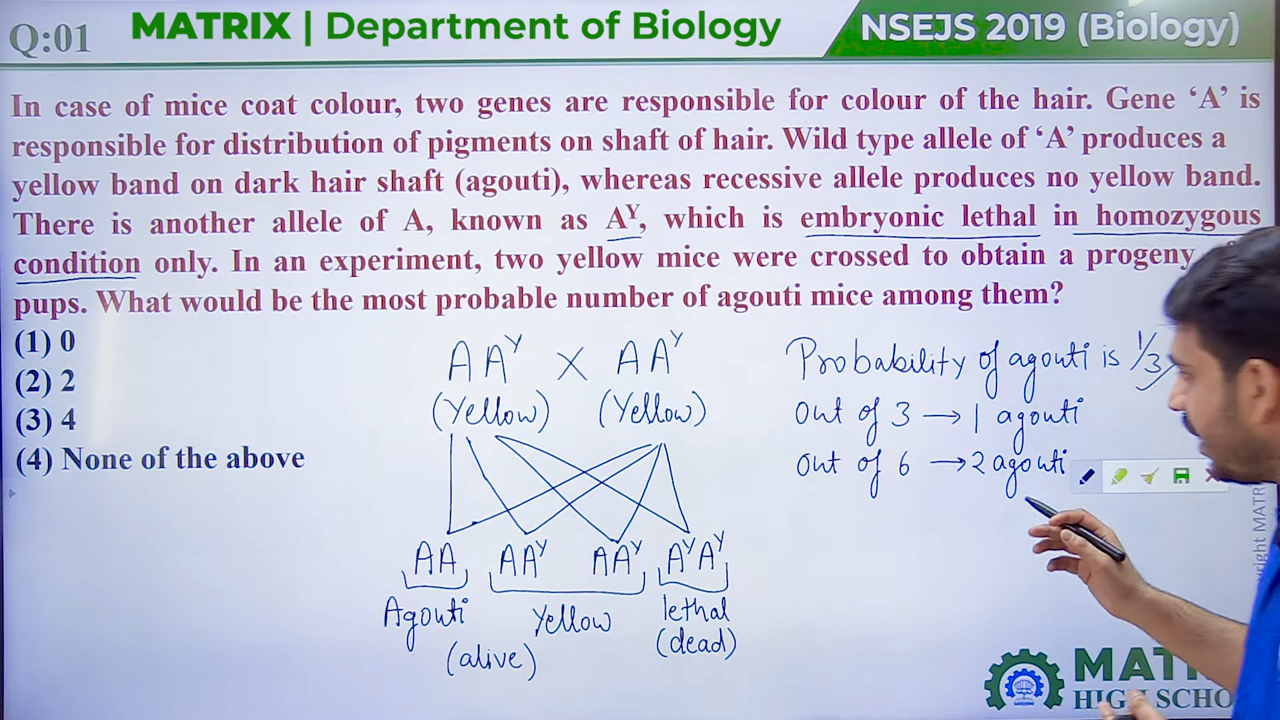 Q:01
MATRIX | Department of Biology
NSEJS 2019 (Biology)
In case of mice coat colour, two genes are responsible for colour of the hair. Gene ‘A’ is
responsible for distribution of pigments on shaft of hair. Wild type allele of ‘A’ produces a
yellow band on dark hair shaft (agouti), whereas recessive allele produces no yellow band.
There is another allele of A, known as Aʸ, which is embryonic lethal in homozygous
condition only. In an experiment, two yellow mice were crossed to obtain a progeny
pups. What would be the most probable number of agouti mice among them?
(1) 0
(2) 2
(3) 4
(4) None of the above
AAʸ × AAʸ
(Yellow) (Yellow)
AA AAʸ AAʸ AʸAʸ
Agouti Yellow lethal
(alive) (dead)
Probability of agouti is 1/3
Out of 3 → 1 agouti
Out of 6 → 2 agouti
HIGH SCHO